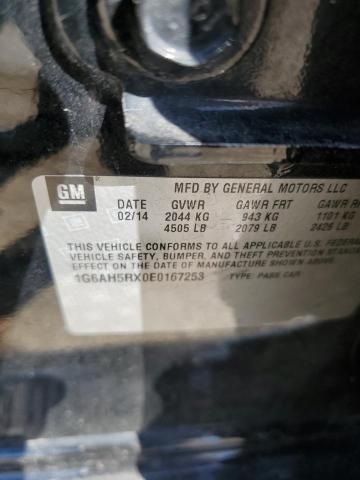 GM
MFD BY GENERAL MOTORS LLC
DATE GVWR GAWR FRT GAWR RR
02/14 2044 KG 943 KG 1101 KG
4505 LB 2079 LB 2426 LB
THIS VEHICLE CONFORMS TO ALL APPLICABLE U.S. FEDERAL
VEHICLE SAFETY, BUMPER, AND THEFT PREVENTION STANDARD
IN EFFECT ON THE DATE OF MANUFACTURE SHOWN ABOVE.
1G6AH5RX0E0167253 TYPE: PASS CAR